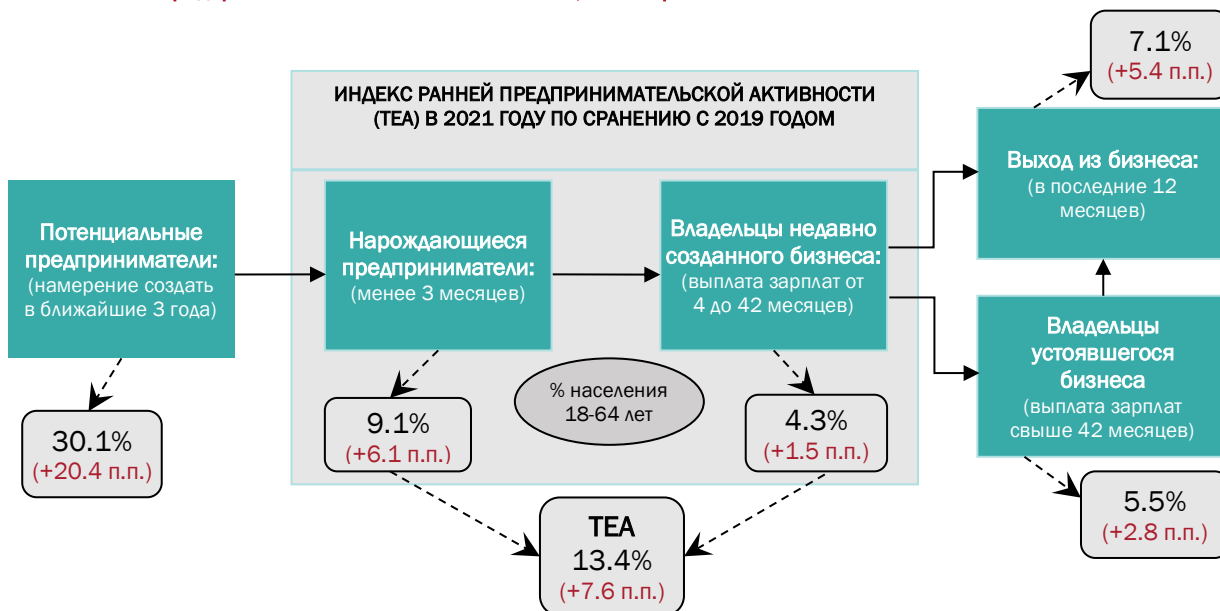 ИНДЕКС РАННЕЙ ПРЕДПРИНИМАТЕЛЬСКОЙ АКТИВНОСТИ
(TEA) В 2021 ГОДУ ПО СРАНЕНИЮ С 2019 ГОДОМ
Потенциальные
предприниматели:
(намерение создать
в ближайшие 3 года)
30.1%
(+20.4 п.п.)
Нарождающиеся
предприниматели:
(менее 3 месяцев)
9.1%
(+6.1 п.п.)
% населения
18-64 лет
Владельцы недавно
созданного бизнеса:
(выплата зарплат от
4 до 42 месяцев)
4.3%
(+1.5 п.п.)
TEA
13.4%
(+7.6 п.п.)
7.1%
(+5.4 п.п.)
Выход из бизнеса:
(в последние 12
месяцев)
Владельцы
устоявшегося
бизнеса
(выплата зарплат
свыше 42 месяцев)
5.5%
(+2.8 п.п.)